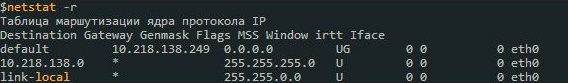 $netstat -r
Таблица маршутизации ядра протокола IP
Destination Gateway Genmask Flags MSS Window irtt Iface
default 10.218.138.249 0.0.0.0 UG 0 0 0 eth0
10.218.138.0 * 255.255.255.0 U 0 0 0 eth0
link-local * 255.255.0.0 U 0 0 0 eth0